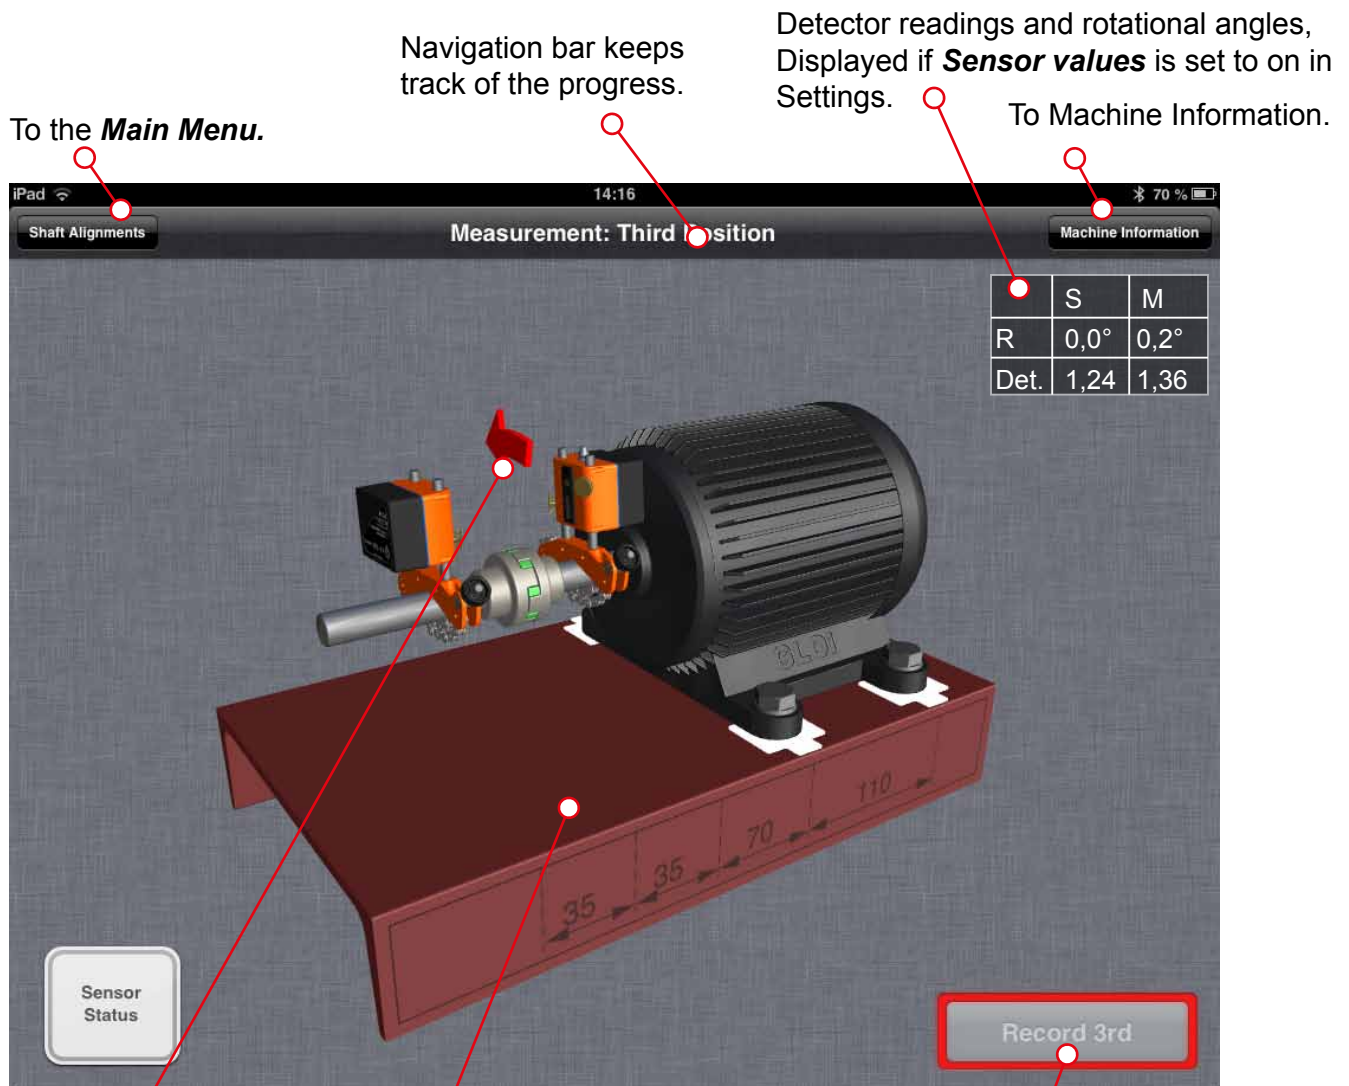 Detector readings and rotational angles,
Displayed if Sensor values is set to on in
Settings.
Navigation bar keeps
track of the progress.
To Machine Information.
To the Main Menu.
iPad 14:16 70 %
Shaft Alignments
Measurement: Third Position
Machine Information
S M
R 0,0° 0,2°
Det. 1,24 1,36
110
70
35
35
Sensor
Status
Record 3rd